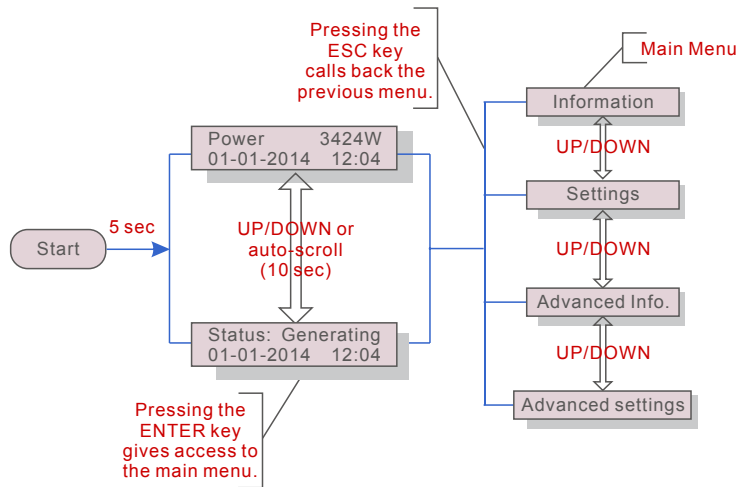 Pressing the
ESC key
calls back the
previous menu.
Main Menu
Information
UP/DOWN
Settings
UP/DOWN
Advanced Info.
UP/DOWN
Advanced settings
Power 3424W
01-01-2014 12:04
5 sec
Start
UP/DOWN or
auto-scroll
(10 sec)
Status: Generating
01-01-2014 12:04
Pressing the
ENTER key
gives access to
the main menu.